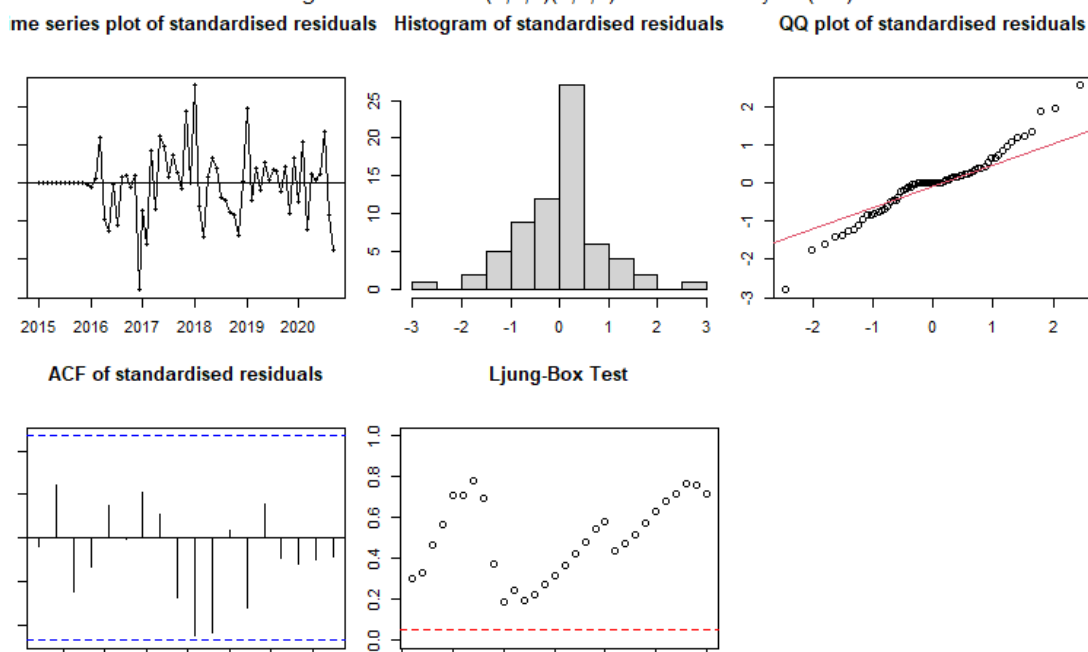 me series plot of standardised residuals
Histogram of standardised residuals
QQ plot of standardised residuals
2015 2016 2017 2018 2019 2020
0 5 10 15 20 25
-3 -2 -1 0 1 2 3
-3 -2 -1 0 1 2
-2 -1 0 1 2
ACF of standardised residuals
Ljung-Box Test
0.0 0.2 0.4 0.6 0.8 1.0